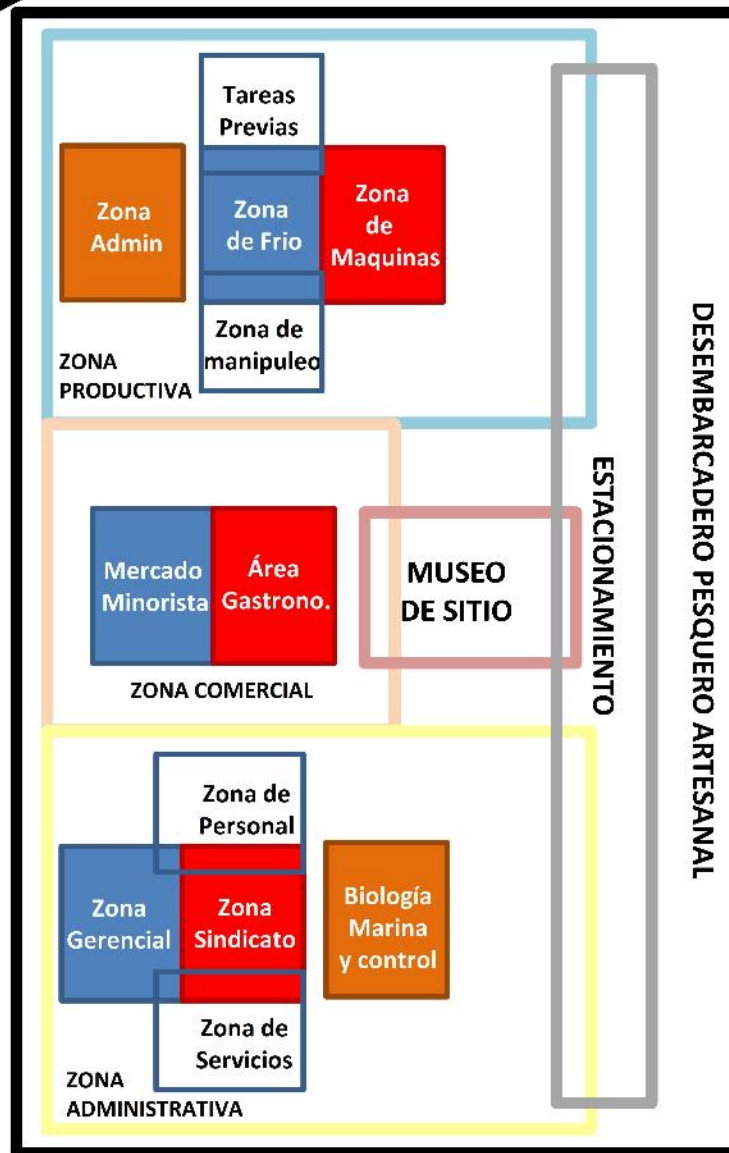 Tareas
Previas
Zona
Admin
Zona
de Frio
Zona
de
Maquinas
Zona de
manipuleo
ZONA
PRODUCTIVA
Mercado
Minorista
Área
Gastrono.
MUSEO
DE SITIO
ZONA COMERCIAL
ESTACIONAMIENTO
DESEMBARCADERO PESQUERO ARTESANAL
Zona de
Personal
Zona
Gerencial
Zona
Sindicato
Biología
Marina
y control
Zona de
Servicios
ZONA
ADMINISTRATIVA